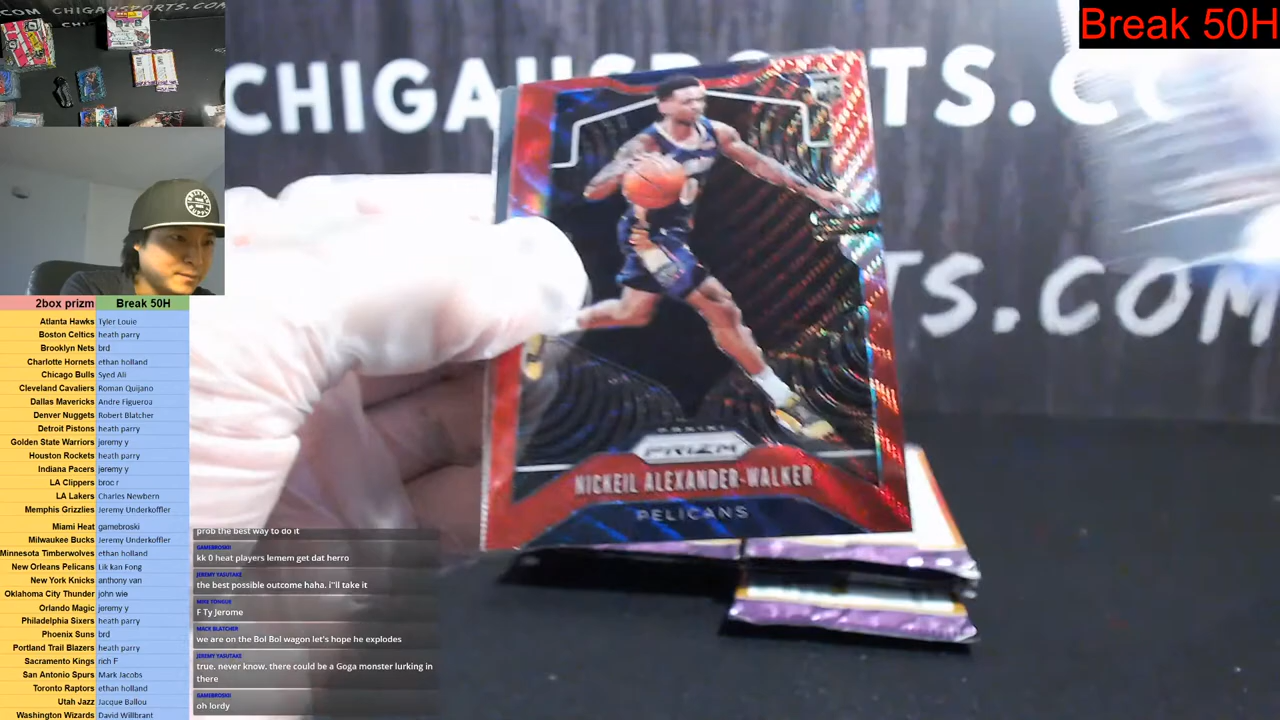 Break 50H
CHIGAH
TS.COM
TS.COM
PANINI
PRIZM
NICKEIL ALEXANDER-WALKER
PELICANS
2box prizm Break 50H
Atlanta Hawks Tyler Louie
Boston Celtics heath parry
Brooklyn Nets brd
Charlotte Hornets ethan holland
Chicago Bulls Syed Ali
Cleveland Cavaliers Roman Quijano
Dallas Mavericks Andre Figueroa
Denver Nuggets Robert Blatcher
Detroit Pistons heath parry
Golden State Warriors jeremy y
Houston Rockets heath parry
Indiana Pacers jeremy y
LA Clippers broc r
LA Lakers Charles Newbern
Memphis Grizzlies Jeremy Underkoffler
Miami Heat gamebroski
Milwaukee Bucks Jeremy Underkoffler
Minnesota Timberwolves ethan holland
New Orleans Pelicans Lik kan Fong
New York Knicks anthony van
Oklahoma City Thunder john wie
Orlando Magic jeremy y
Philadelphia Sixers heath parry
Phoenix Suns brd
Portland Trail Blazers heath parry
Sacramento Kings rich F
San Antonio Spurs Mark Jacobs
Toronto Raptors ethan holland
Utah Jazz Jacque Ballou
Washington Wizards David Willbrant
prob the best way to do it
GAMEBROSKII
kk 0 heat players lemem get dat herro
JEREMY YASUTAKE
the best possible outcome haha. i"ll take it
MIKE TONGUE
F Ty Jerome
MACK BLATCHER
we are on the Bol Bol wagon let's hope he explodes
JEREMY YASUTAKE
true. never know. there could be a Goga monster lurking in
there
GAMEBROSKII
oh lordy